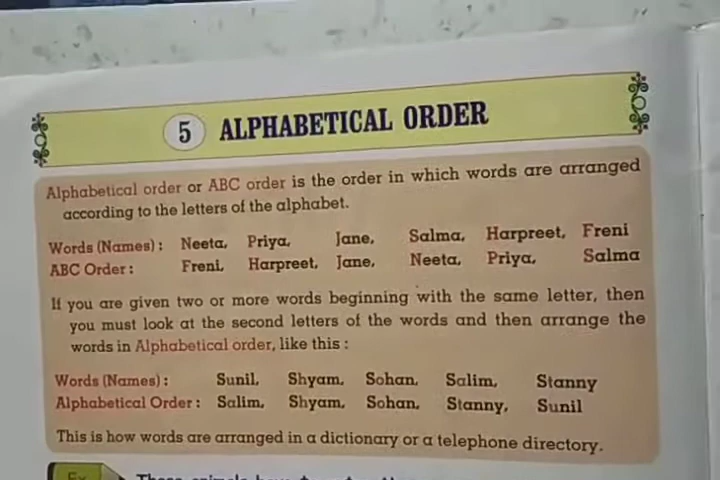 5 ALPHABETICAL ORDER
Alphabetical order or ABC order is the order in which words are arranged
according to the letters of the alphabet.
Words (Names) : Neeta, Priya, Jane, Salma, Harpreet, Freni
ABC Order : Freni, Harpreet, Jane, Neeta, Priya, Salma
If you are given two or more words beginning with the same letter, then
you must look at the second letters of the words and then arrange the
words in Alphabetical order, like this :
Words (Names) : Sunil, Shyam, Sohan, Salim, Stanny
Alphabetical Order : Salim, Shyam, Sohan, Stanny, Sunil
This is how words are arranged in a dictionary or a telephone directory.
Ex